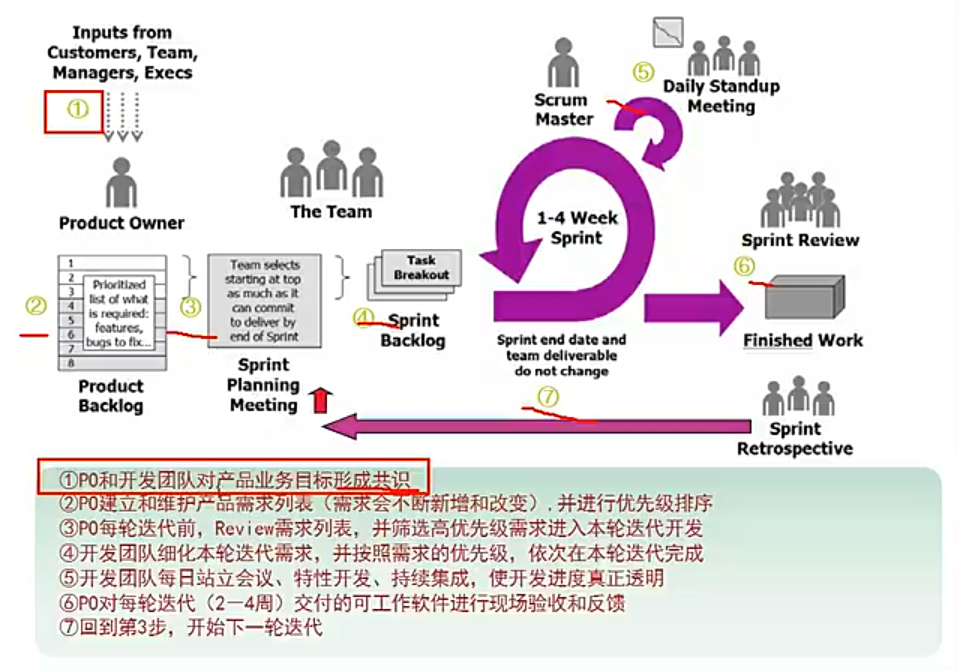 Inputs from
Customers, Team,
Managers, Execs
①
Product Owner
The Team
Scrum
Master
⑤
Daily Standup
Meeting
1-4 Week
Sprint
Sprint Review
②
1
2
3
4
5
6
7
8
Prioritized
list of what
is required:
features,
bugs to fix...
Product
Backlog
③
Team selects
starting at top
as much as it
can commit
to deliver by
end of Sprint
Sprint
Planning
Meeting
Task
Breakout
④
Sprint
Backlog
Sprint end date and
team deliverable
do not change
⑥
Finished Work
⑦
Sprint
Retrospective
①PO和开发团队对产品业务目标形成共识
②PO建立和维护产品需求列表（需求会不断新增和改变）,并进行优先级排序
③PO每轮迭代前，Review需求列表，并筛选高优先级需求进入本轮迭代开发
④开发团队细化本轮迭代需求，并按照需求的优先级，依次在本轮迭代完成
⑤开发团队每日站立会议、特性开发、持续集成，使开发进度真正透明
⑥PO对每轮迭代（2—4周）交付的可工作软件进行现场验收和反馈
⑦回到第3步，开始下一轮迭代